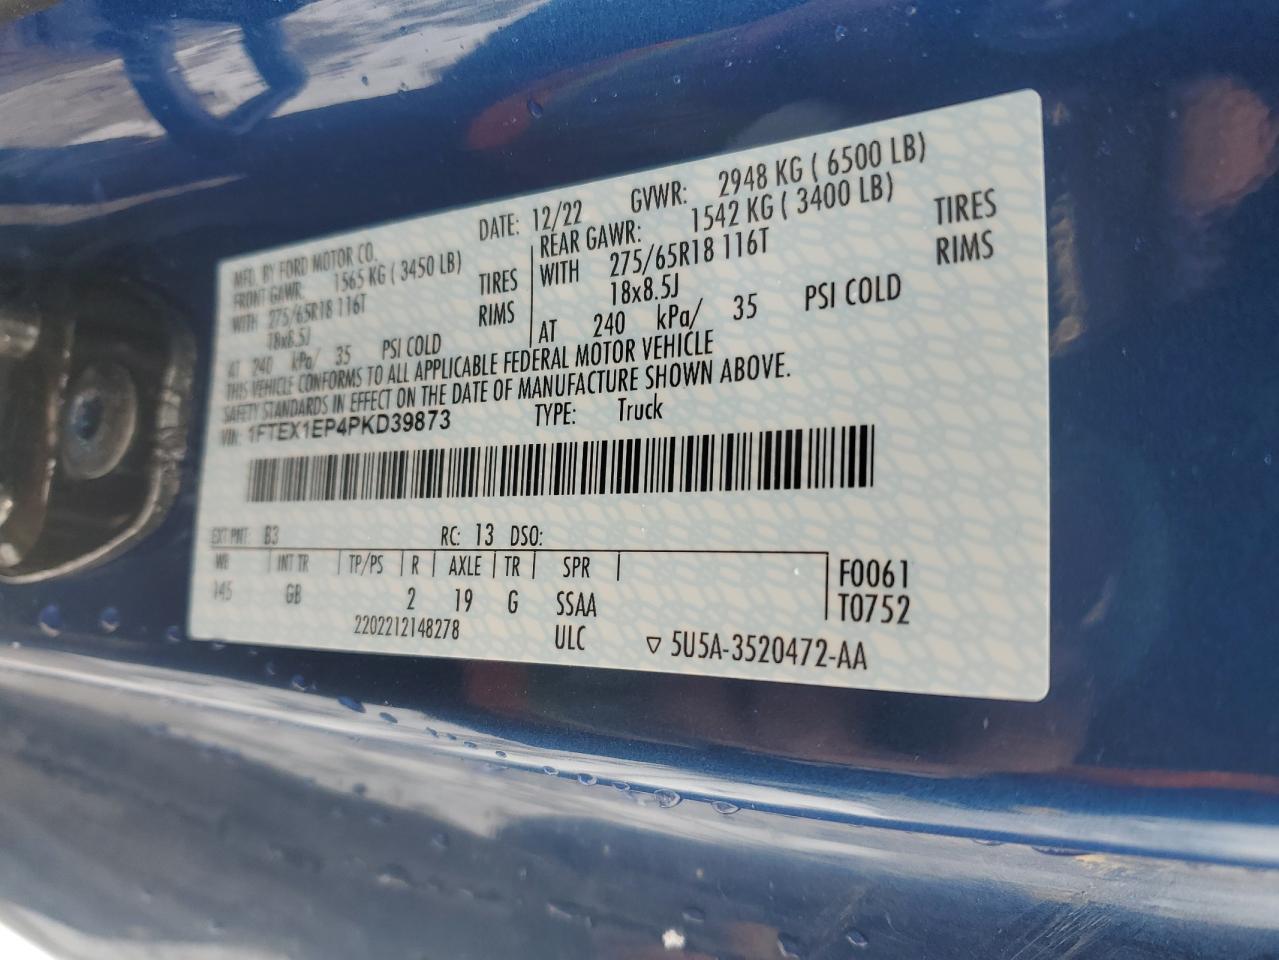 MFD. BY FORD MOTOR CO.
DATE: 12/22 GVWR: 2948 KG ( 6500 LB)
FRONT GAWR: 1565 KG ( 3450 LB)
WITH 275/65R18 116T TIRES
18x8.5J RIMS
AT 240 kPa/ 35 PSI COLD
REAR GAWR: 1542 KG ( 3400 LB)
WITH 275/65R18 116T TIRES
18x8.5J RIMS
AT 240 kPa/ 35 PSI COLD
THIS VEHICLE CONFORMS TO ALL APPLICABLE FEDERAL MOTOR VEHICLE
SAFETY STANDARDS IN EFFECT ON THE DATE OF MANUFACTURE SHOWN ABOVE.
VIN: 1FTEX1EP4PKD39873 TYPE: Truck
EXT PNT: B3 RC: 13 DSO:
WB INT TR TP/PS R AXLE TR SPR
145 GB 2 19 G SSAA
F0061
T0752
2202212148278 ULC ▽ 5U5A-3520472-AA